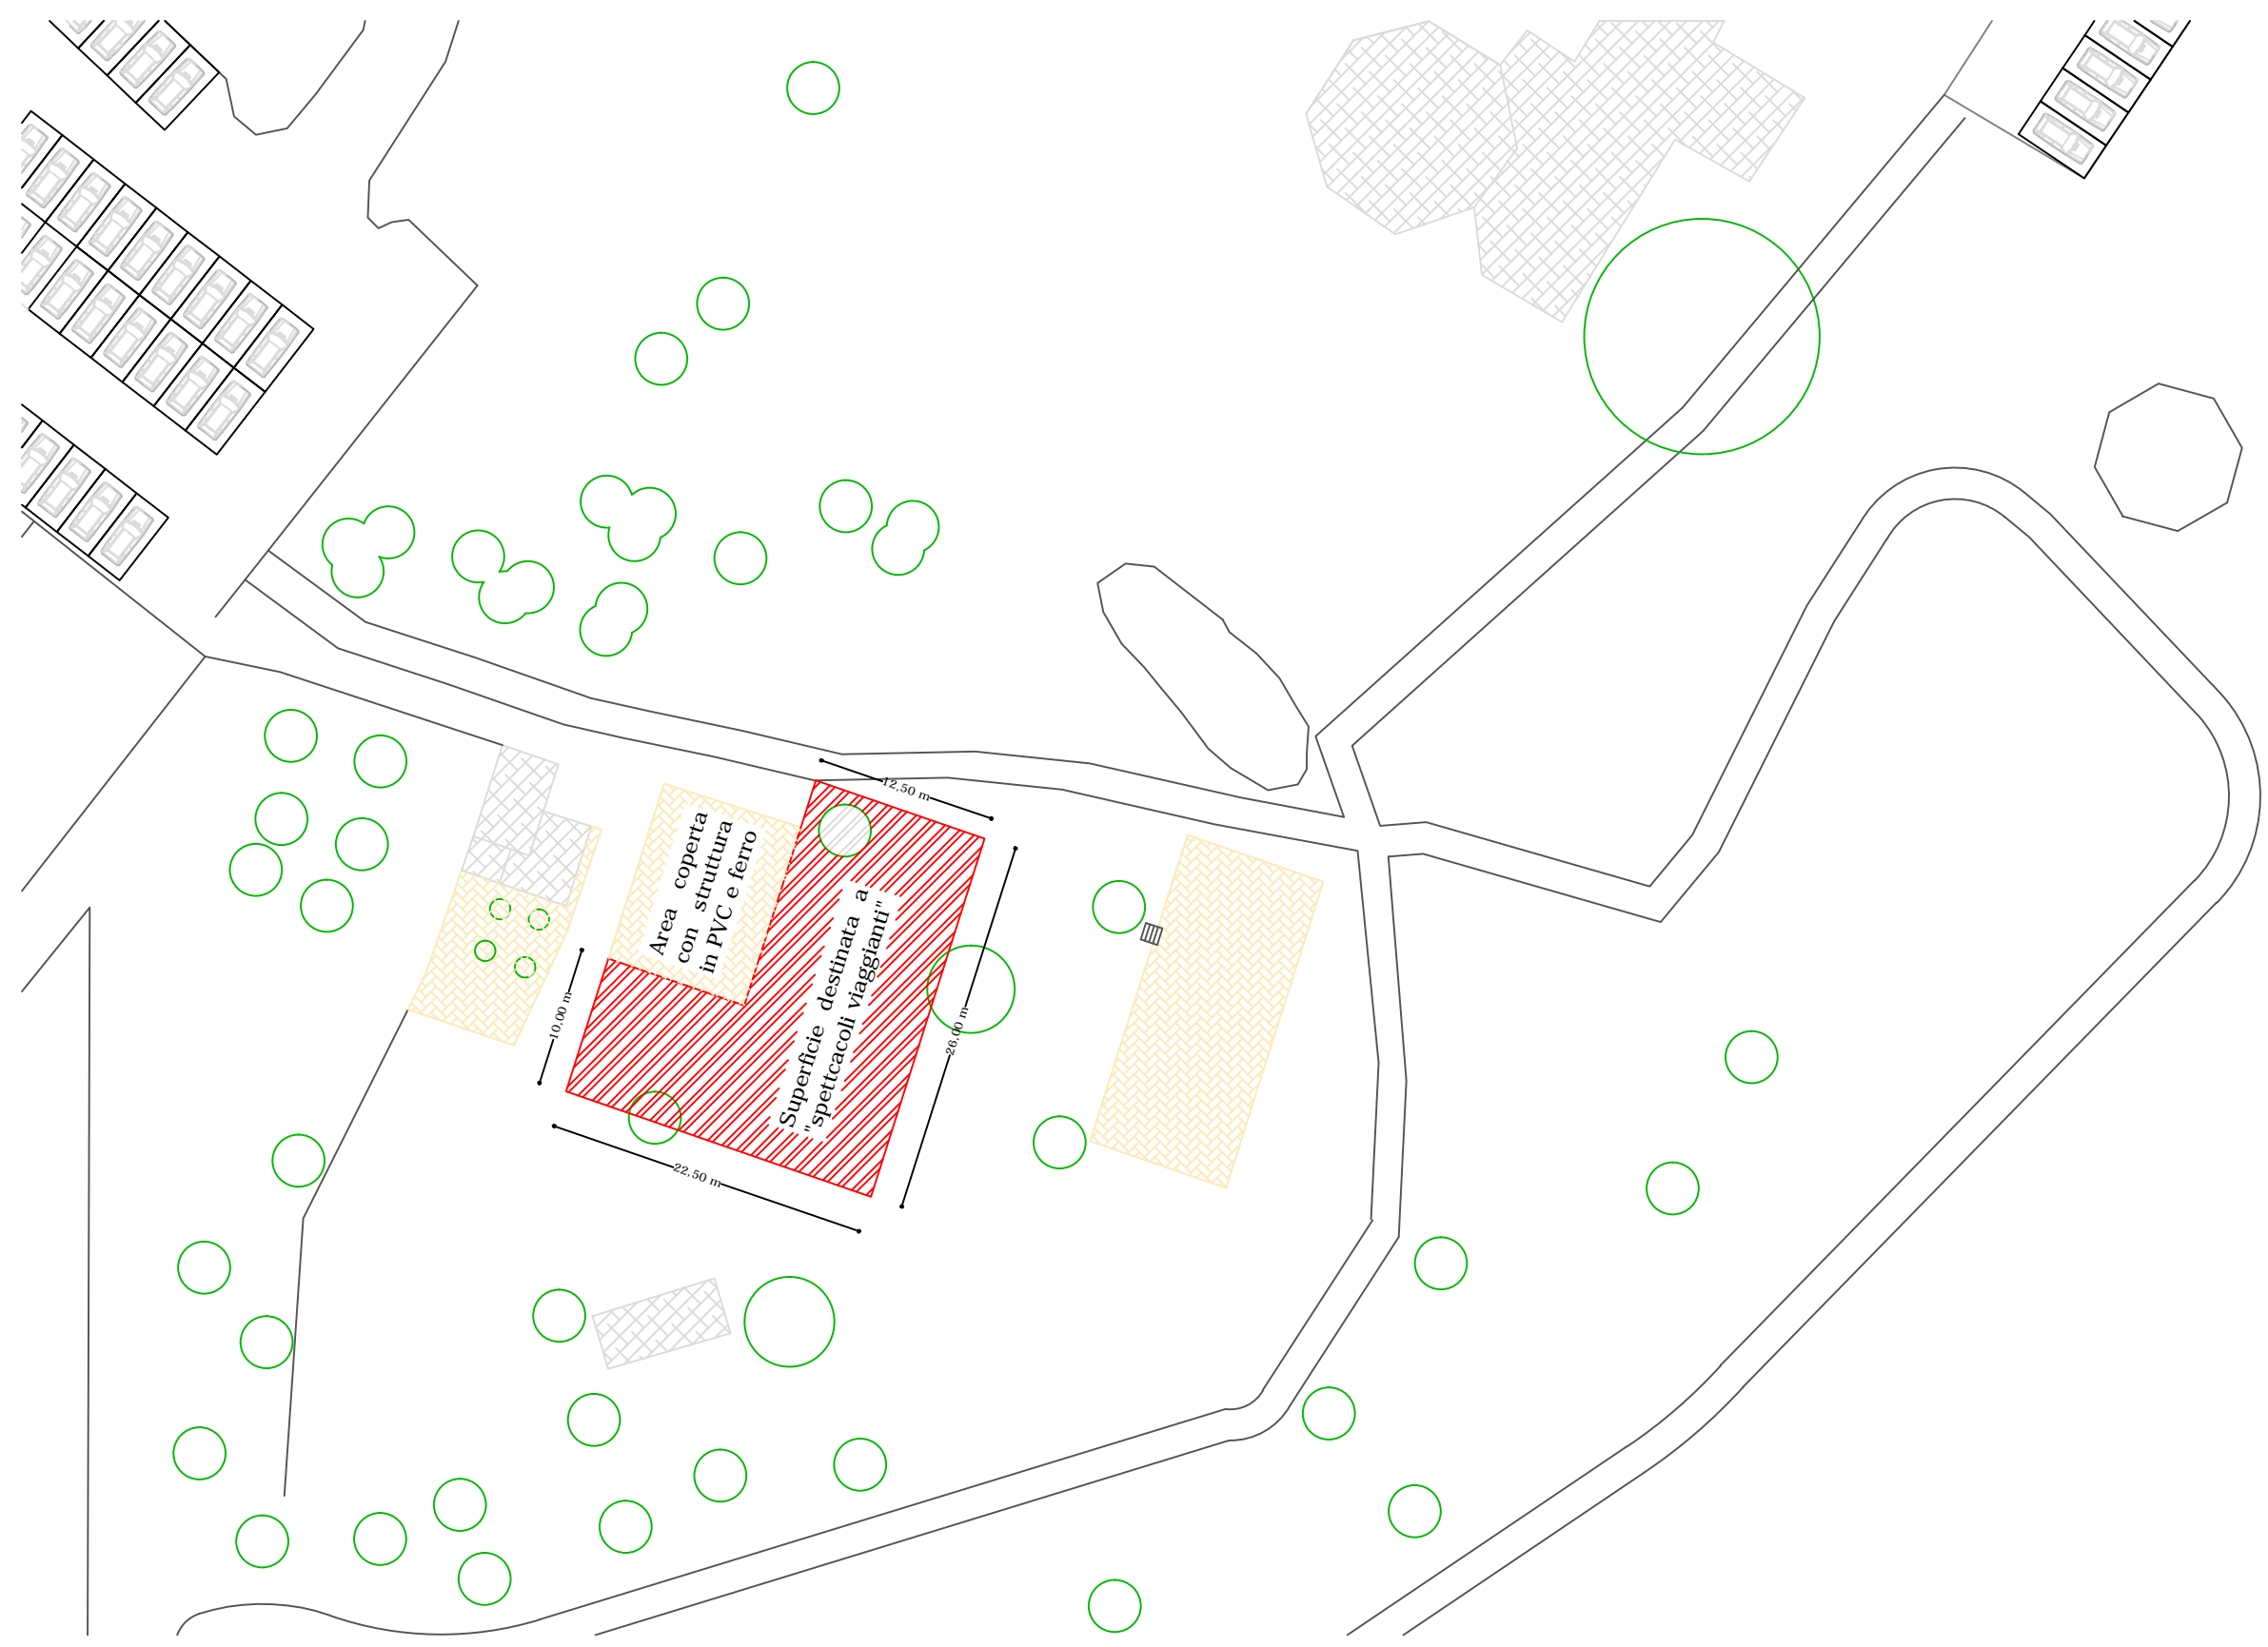 12,50 m
Area coperta
con struttura
in PVC e ferro
Superficie destinata a
"spettcacoli viaggianti"
10,00 m
26,00 m
22,50 m